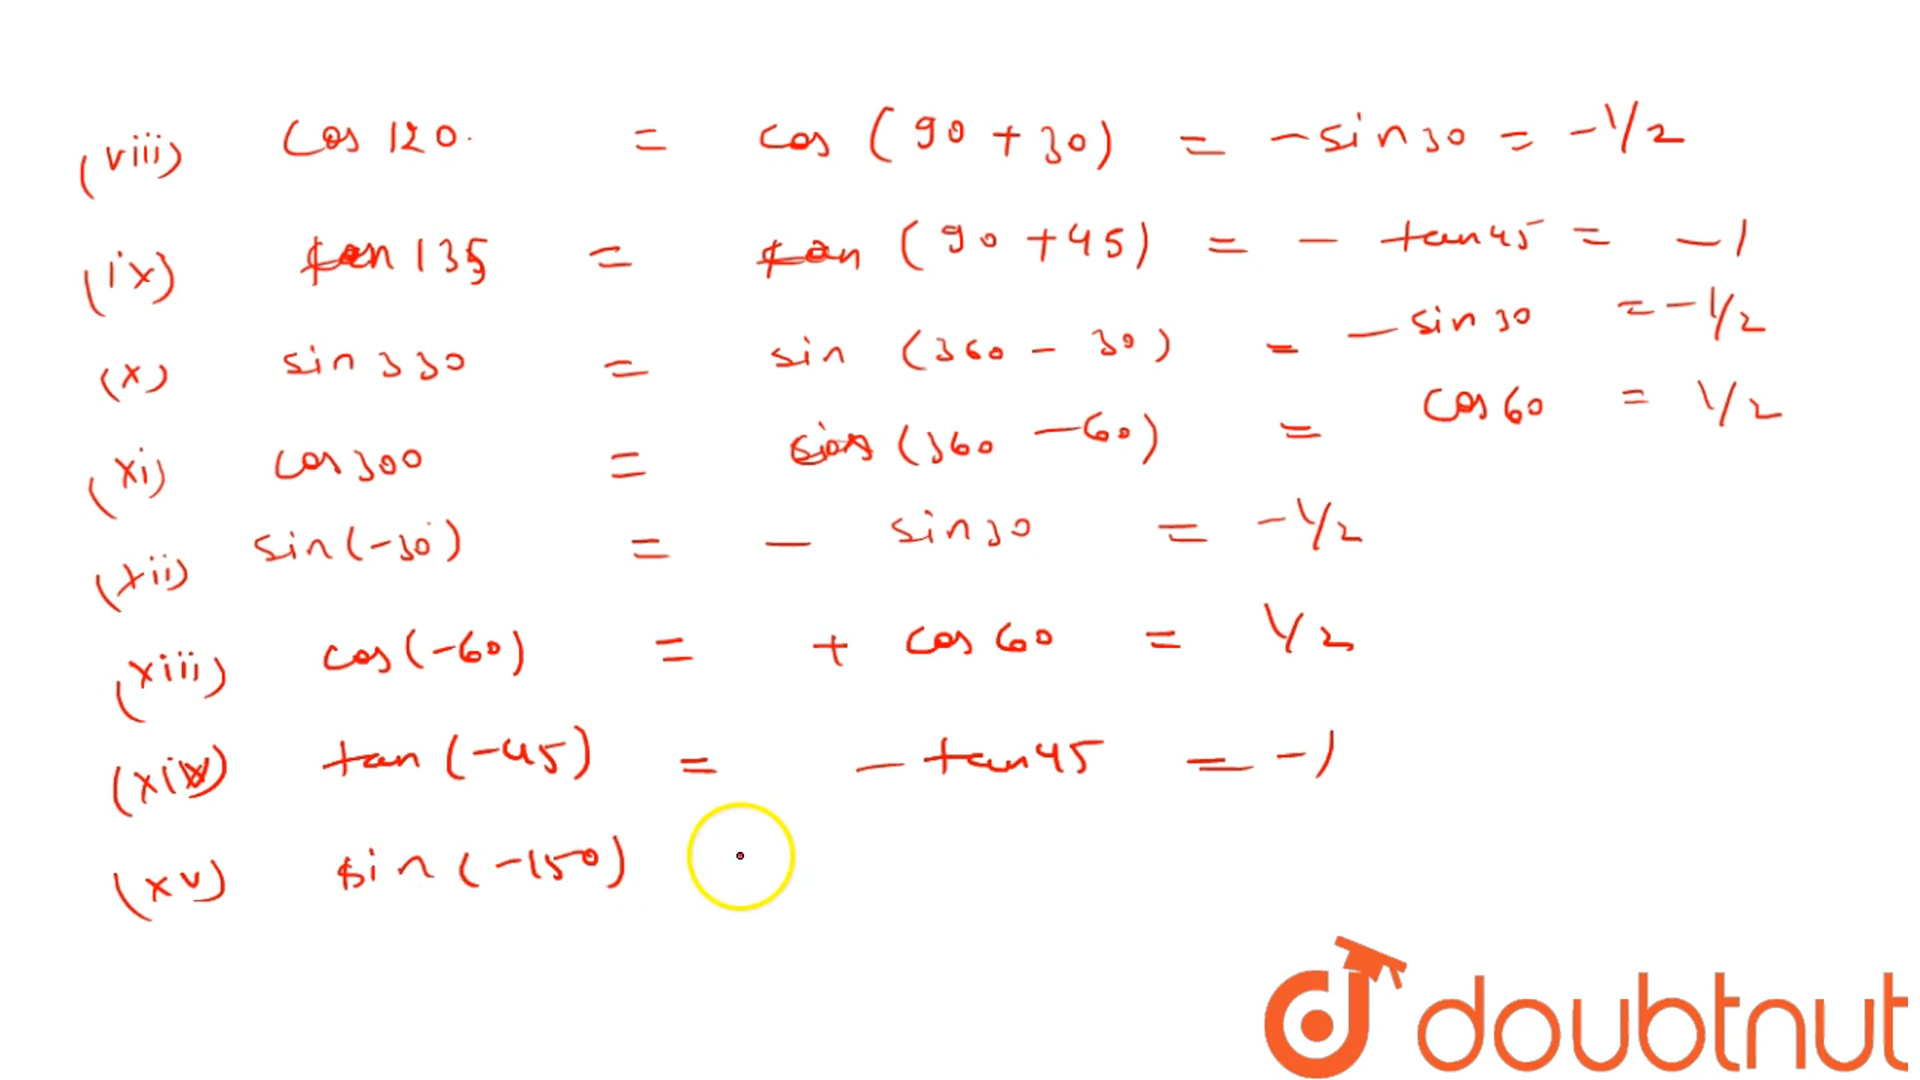 (viii) cos 120. = cos (90 + 30) = - sin 30 = - 1/2
(ix) tan 135 = tan (90 + 45) = - tan 45 = - 1
(x) sin 330 = sin (360 - 30) = - sin 30 = - 1/2
(xi) cos 300 = cos (360 - 60) = cos 60 = 1/2
(xii) sin (-30) = - sin 30 = - 1/2
(xiii) cos (-60) = + cos 60 = 1/2
(xiv) tan (-45) = - tan 45 = - 1
(xv) sin (-150)
doubtnut